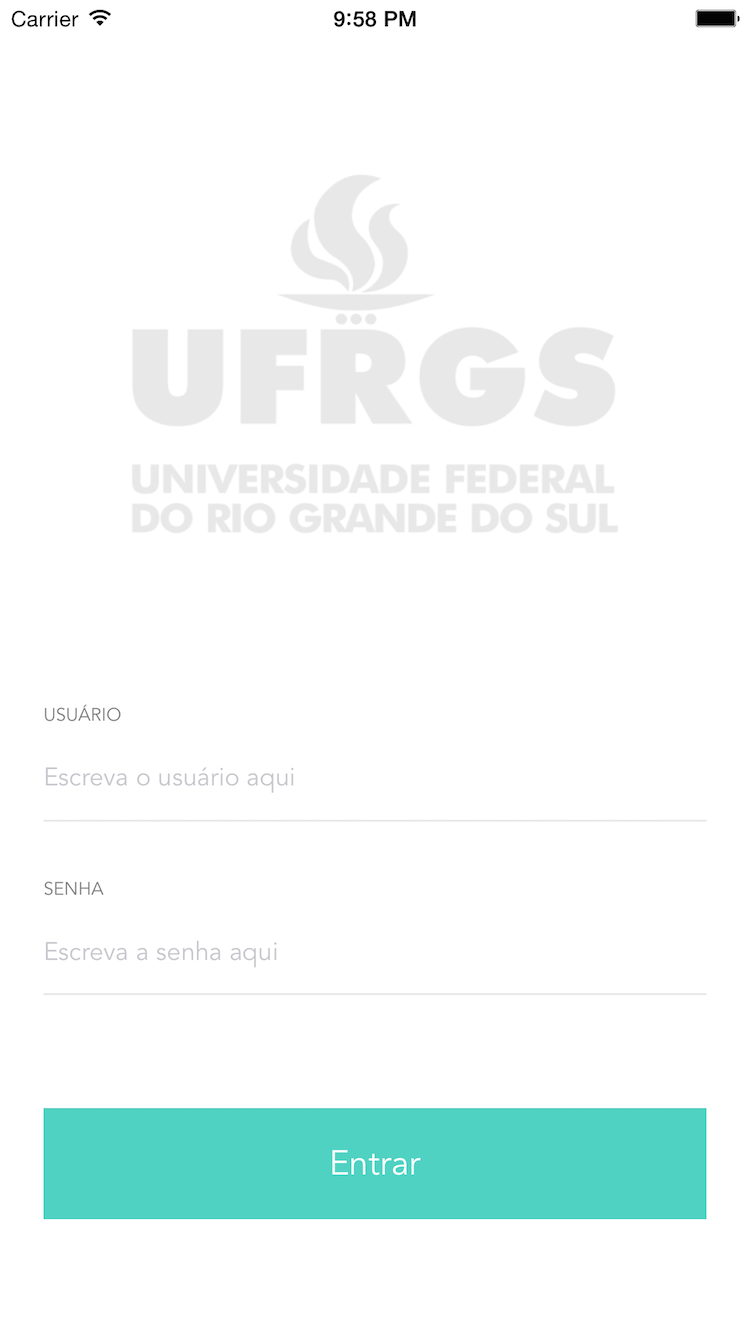 Carrier 9:58 PM
UFRGS
UNIVERSIDADE FEDERAL
DO RIO GRANDE DO SUL
USUÁRIO
Escreva o usuário aqui
SENHA
Escreva a senha aqui
Entrar